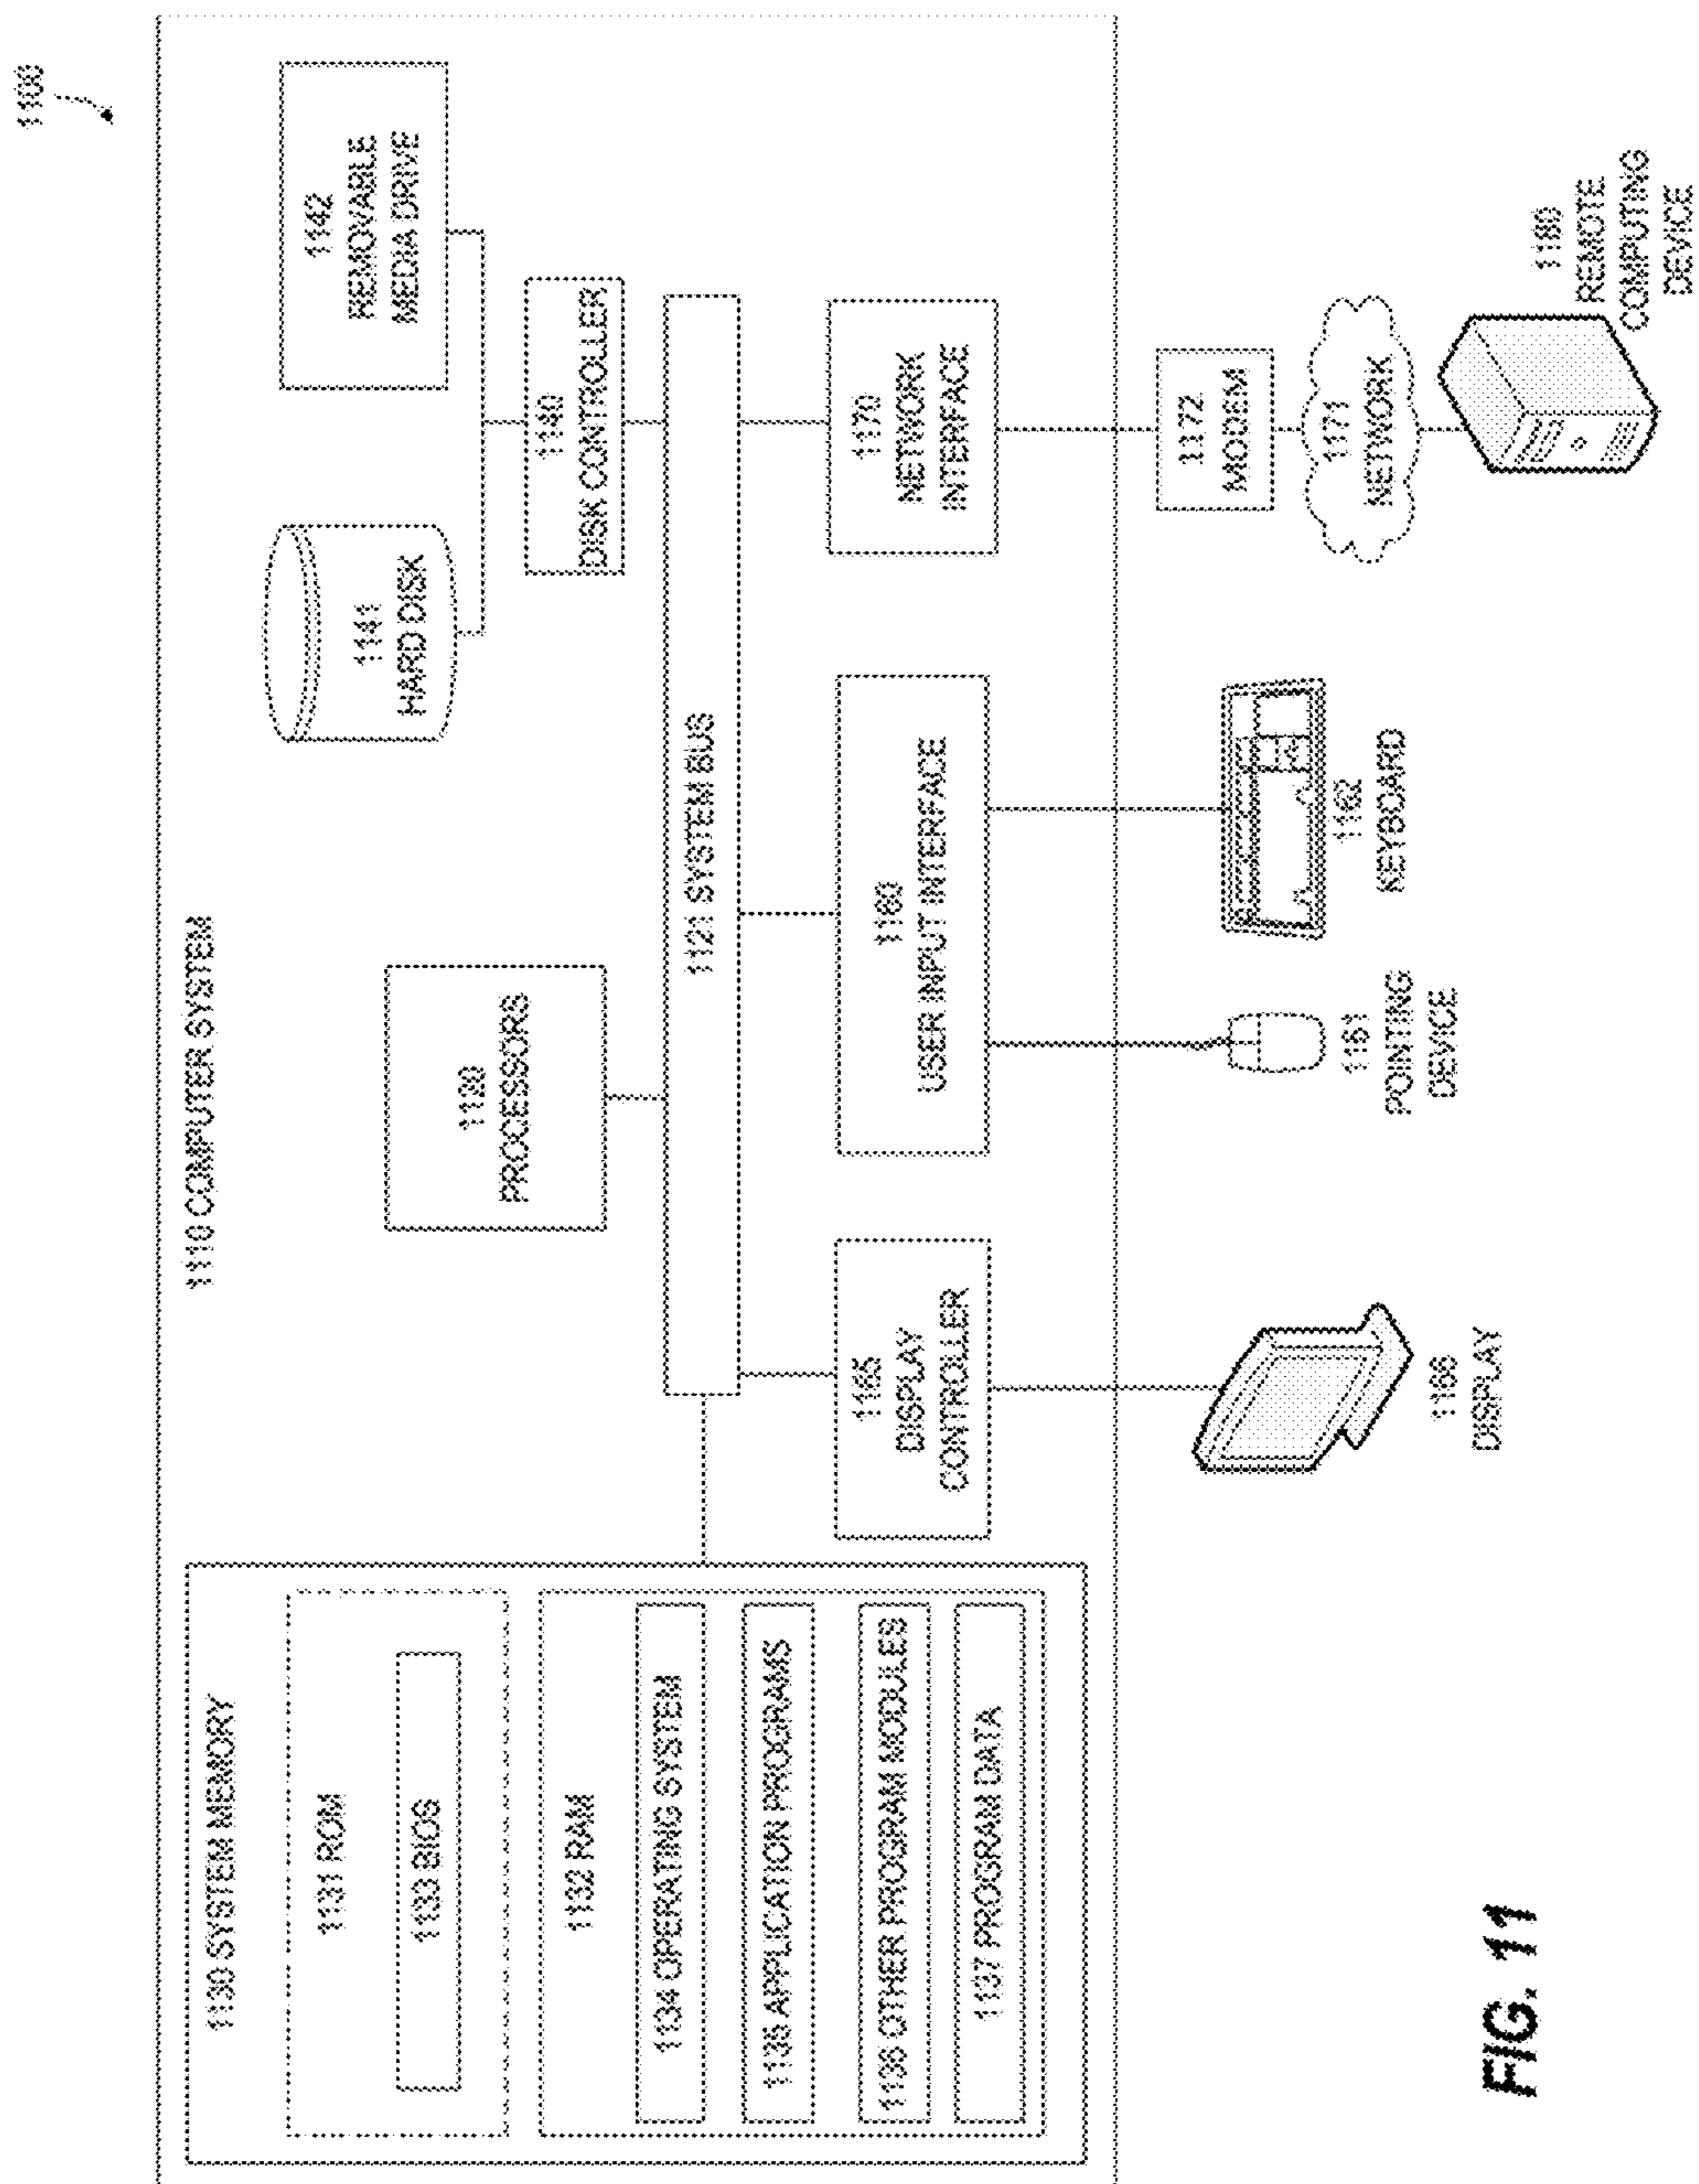 1100
1110 COMPUTER SYSTEM
1130 SYSTEM MEMORY
1131 ROM
1133 BIOS
1132 RAM
1134 OPERATING SYSTEM
1135 APPLICATION PROGRAMS
1136 OTHER PROGRAM MODULES
1137 PROGRAM DATA
PROCESSORS
1141
HARD DISK
1142
REMOVABLE
MEDIA DRIVE
1140
DISK CONTROLLER
1121 SYSTEM BUS
1165
DISPLAY
CONTROLLER
1160
USER INPUT INTERFACE
1170
NETWORK
INTERFACE
1166
DISPLAY
1161
POINTING
DEVICE
1162
KEYBOARD
1172
MODEM
1171
NETWORK
1180
REMOTE
COMPUTING
DEVICE
FIG. 11